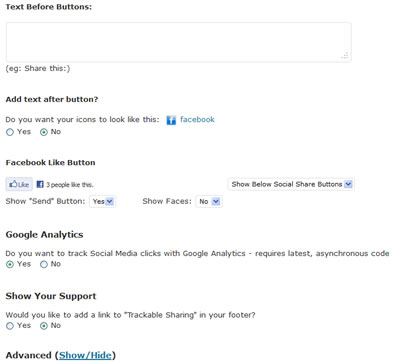 Text Before Buttons:
(eg: Share this:)
Add text after button?
Do you want your icons to look like this: facebook
Yes No
Facebook Like Button
Like 3 people like this. Show Below Social Share Buttons
Show "Send" Button: Yes Show Faces: No
Google Analytics
Do you want to track Social Media clicks with Google Analytics - requires latest, asynchronous code
Yes No
Show Your Support
Would you like to add a link to "Trackable Sharing" in your footer?
Yes No
Advanced (Show/Hide)